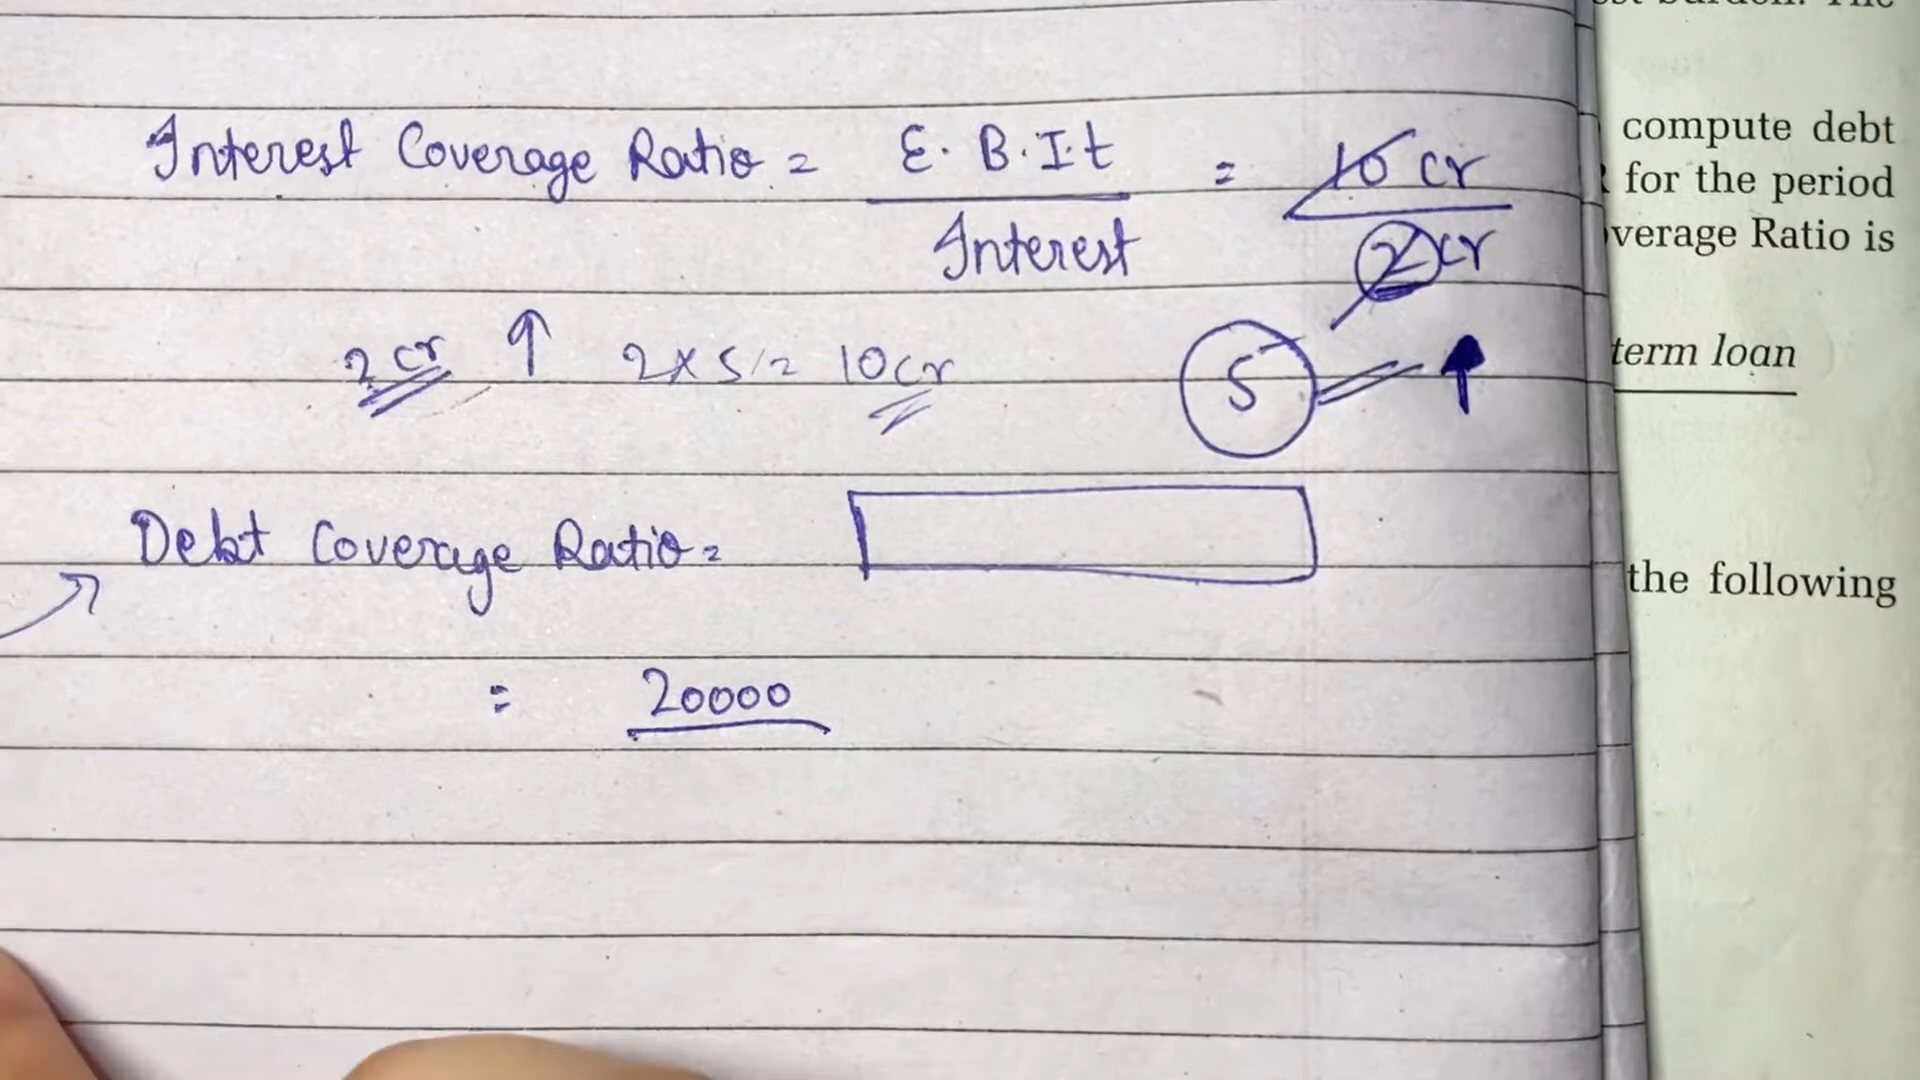 Interest Coverage Ratio = E.B.I.t = 10 cr
Interest 2 cr
2 cr ↑ 2 x 5 = 10 cr 5 ↑
Debt Coverage Ratio =
= 20000
compute debt
for the period
verage Ratio is
term loan
the following